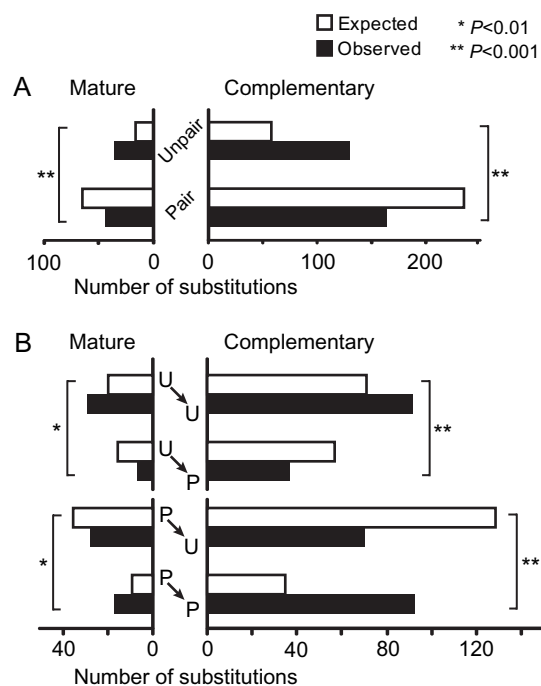 Expected * P<0.01
Observed ** P<0.001
A Mature Complementary
Unpair
** **
Pair
100 0 0 100 200
Number of substitutions
B Mature Complementary
U
U
* **
U
P
P
U
* **
P
P
40 0 0 40 80 120
Number of substitutions